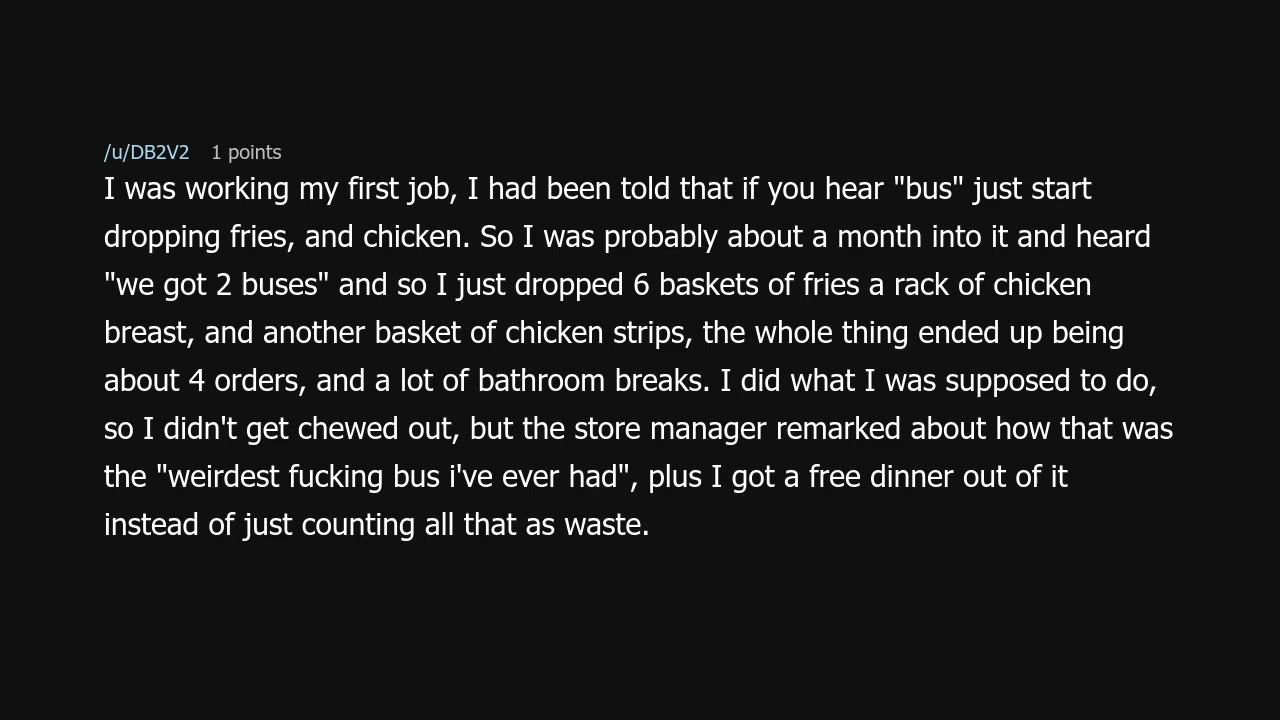 /u/DB2V2 1 points
I was working my first job, I had been told that if you hear "bus" just start
dropping fries, and chicken. So I was probably about a month into it and heard
"we got 2 buses" and so I just dropped 6 baskets of fries a rack of chicken
breast, and another basket of chicken strips, the whole thing ended up being
about 4 orders, and a lot of bathroom breaks. I did what I was supposed to do,
so I didn't get chewed out, but the store manager remarked about how that was
the "weirdest fucking bus i've ever had", plus I got a free dinner out of it
instead of just counting all that as waste.